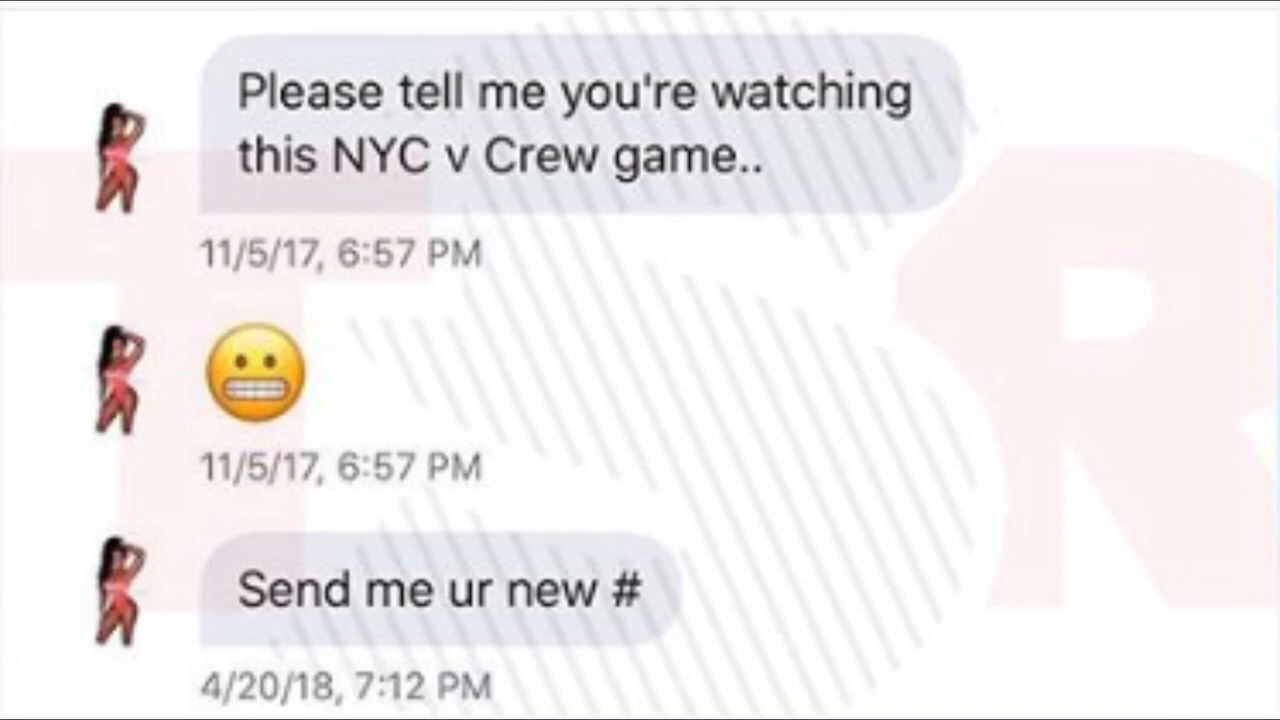 Please tell me you're watching
this NYC v Crew game..
11/5/17, 6:57 PM
😬
11/5/17, 6:57 PM
Send me ur new #
4/20/18, 7:12 PM
TSR